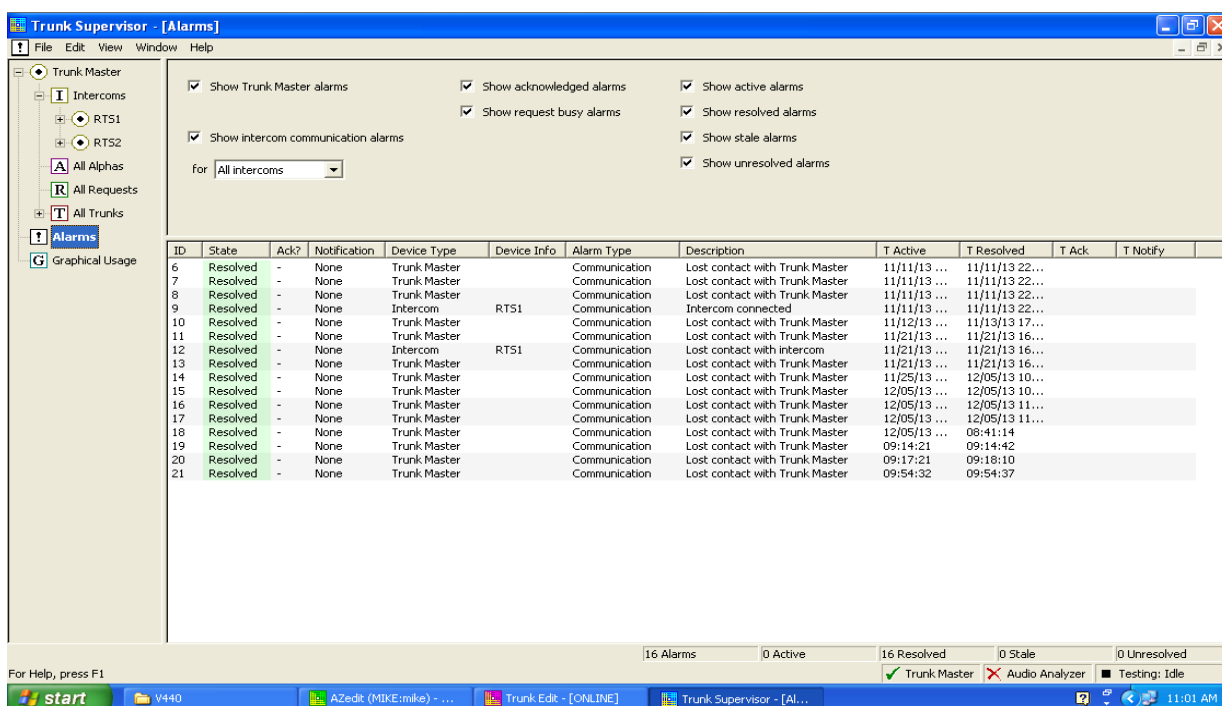 Trunk Supervisor - [Alarms]
File Edit View Window Help
Trunk Master
I Intercoms
RTS1
RTS2
A All Alphas
R All Requests
T All Trunks
! Alarms
G Graphical Usage
Show Trunk Master alarms
Show acknowledged alarms
Show active alarms
Show request busy alarms
Show resolved alarms
Show intercom communication alarms
Show stale alarms
for All intercoms
Show unresolved alarms
ID State Ack? Notification Device Type Device Info Alarm Type Description T Active T Resolved T Ack T Notify
6 Resolved - None Trunk Master Communication Lost contact with Trunk Master 11/11/13 ... 11/11/13 22...
7 Resolved - None Trunk Master Communication Lost contact with Trunk Master 11/11/13 ... 11/11/13 22...
8 Resolved - None Trunk Master Communication Lost contact with Trunk Master 11/11/13 ... 11/11/13 22...
9 Resolved - None Intercom RTS1 Communication Intercom connected 11/11/13 ... 11/11/13 22...
10 Resolved - None Trunk Master Communication Lost contact with Trunk Master 11/12/13 ... 11/13/13 17...
11 Resolved - None Trunk Master Communication Lost contact with Trunk Master 11/21/13 ... 11/21/13 16...
12 Resolved - None Intercom RTS1 Communication Lost contact with intercom 11/21/13 ... 11/21/13 16...
13 Resolved - None Trunk Master Communication Lost contact with Trunk Master 11/21/13 ... 11/21/13 16...
14 Resolved - None Trunk Master Communication Lost contact with Trunk Master 11/25/13 ... 12/05/13 10...
15 Resolved - None Trunk Master Communication Lost contact with Trunk Master 12/05/13 ... 12/05/13 10...
16 Resolved - None Trunk Master Communication Lost contact with Trunk Master 12/05/13 ... 12/05/13 11...
17 Resolved - None Trunk Master Communication Lost contact with Trunk Master 12/05/13 ... 12/05/13 11...
18 Resolved - None Trunk Master Communication Lost contact with Trunk Master 12/05/13 ... 08:41:14
19 Resolved - None Trunk Master Communication Lost contact with Trunk Master 09:14:21 09:14:42
20 Resolved - None Trunk Master Communication Lost contact with Trunk Master 09:17:21 09:18:10
21 Resolved - None Trunk Master Communication Lost contact with Trunk Master 09:54:32 09:54:37
16 Alarms 0 Active 16 Resolved 0 Stale 0 Unresolved
For Help, press F1
Trunk Master Audio Analyzer Testing: Idle
start V440 AZedit (MIKE:mike) - ... Trunk Edit - [ONLINE] Trunk Supervisor - [Al... 11:01 AM